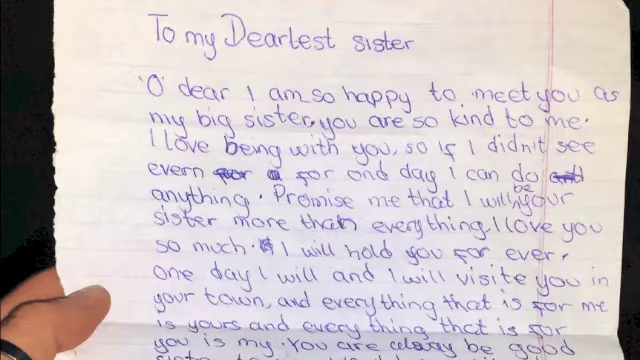 To my Deartest sister
'O' dear I am so happy to meet you as
my big sister, you are so kind to me.
I love being with you, so if I didn't see
evern for ond day I can do
anything. Promise me that I will be your
sister more than everything. I love you
so much. I will hold you for ever.
one day I will and I will visite you in
your town, and everything that is for me
is yours and every thing that is for
you is my. You are alway be good